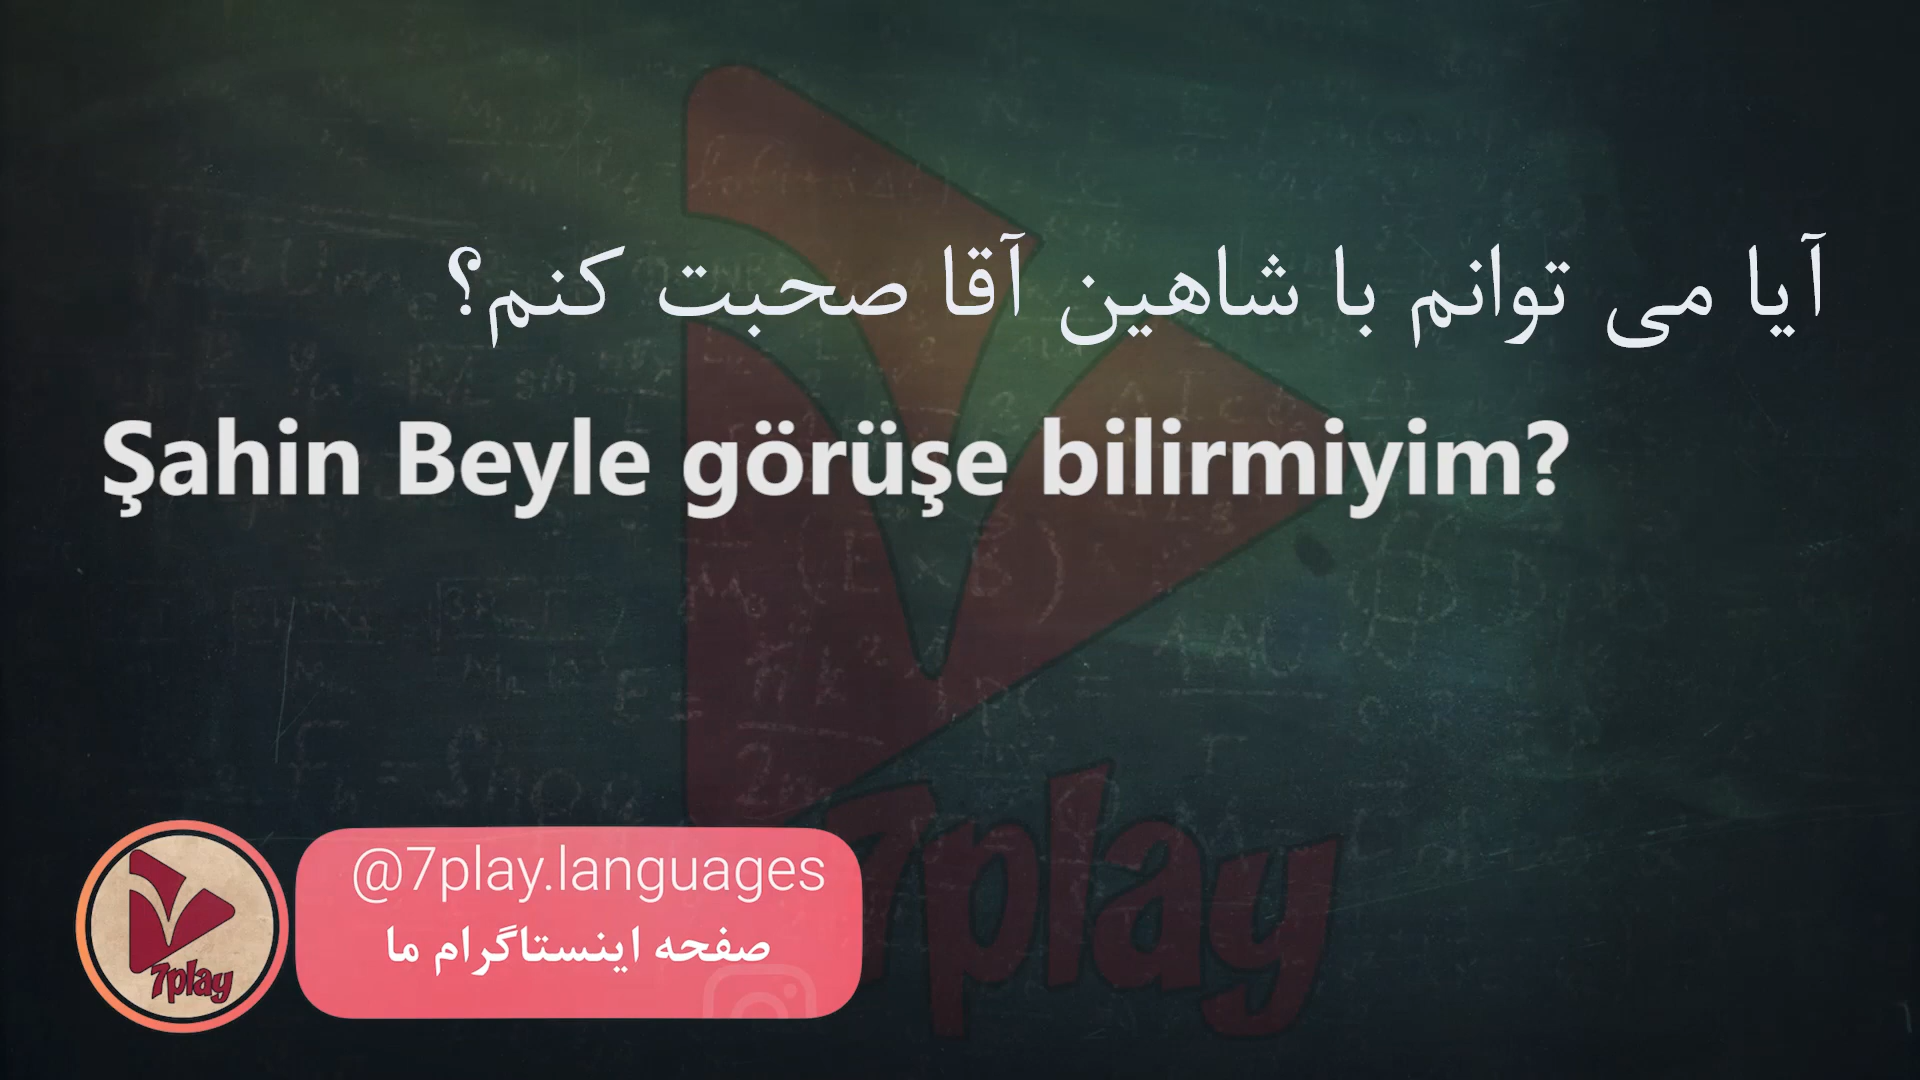 آیا می توانم با شاهین آقا صحبت کنم؟
Şahin Beyle görüşe bilirmiyim?
@7play.languages
صفحه اینستاگرام ما
7play
7play